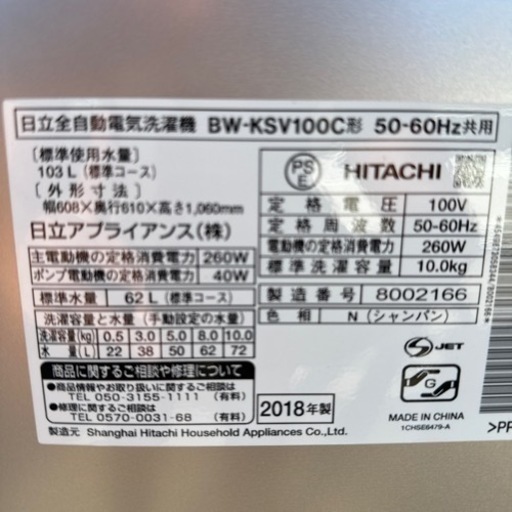 日立全自動電気洗濯機 BW-KSV100C形 50-60Hz共用
〔標準使用水量〕
103 L（標準コース）
〔外形寸法〕
幅608×奥行610×高さ1,060mm
日立アプライアンス（株）
主電動機の定格消費電力 260W
ポンプ電動機の定格消費電力 40W
標準水量 62 L（標準コース）
洗濯容量と水量（手動設定の水量）
洗濯容量(kg) 0.5 3.0 5.0 8.0 10.0
水量(L) 22 38 50 62 72
商品に関するご相談や修理について
●商品情報やお取り扱いに関するご相談
TEL 050-3155-1111 （有料）
●修理に関するご相談
TEL 0570-0031-68 （有料）
製造元 Shanghai Hitachi Household Appliances Co.,Ltd.
PSE
HITACHI
定格電圧 100V
定格周波数 50-60Hz
電動機の定格消費電力 260W
標準洗濯容量 10.0kg
製造番号 8002166
色相 N（シャンパン）
S JET
G
2018年製
MADE IN CHINA
1CHSE6479-A
>PP